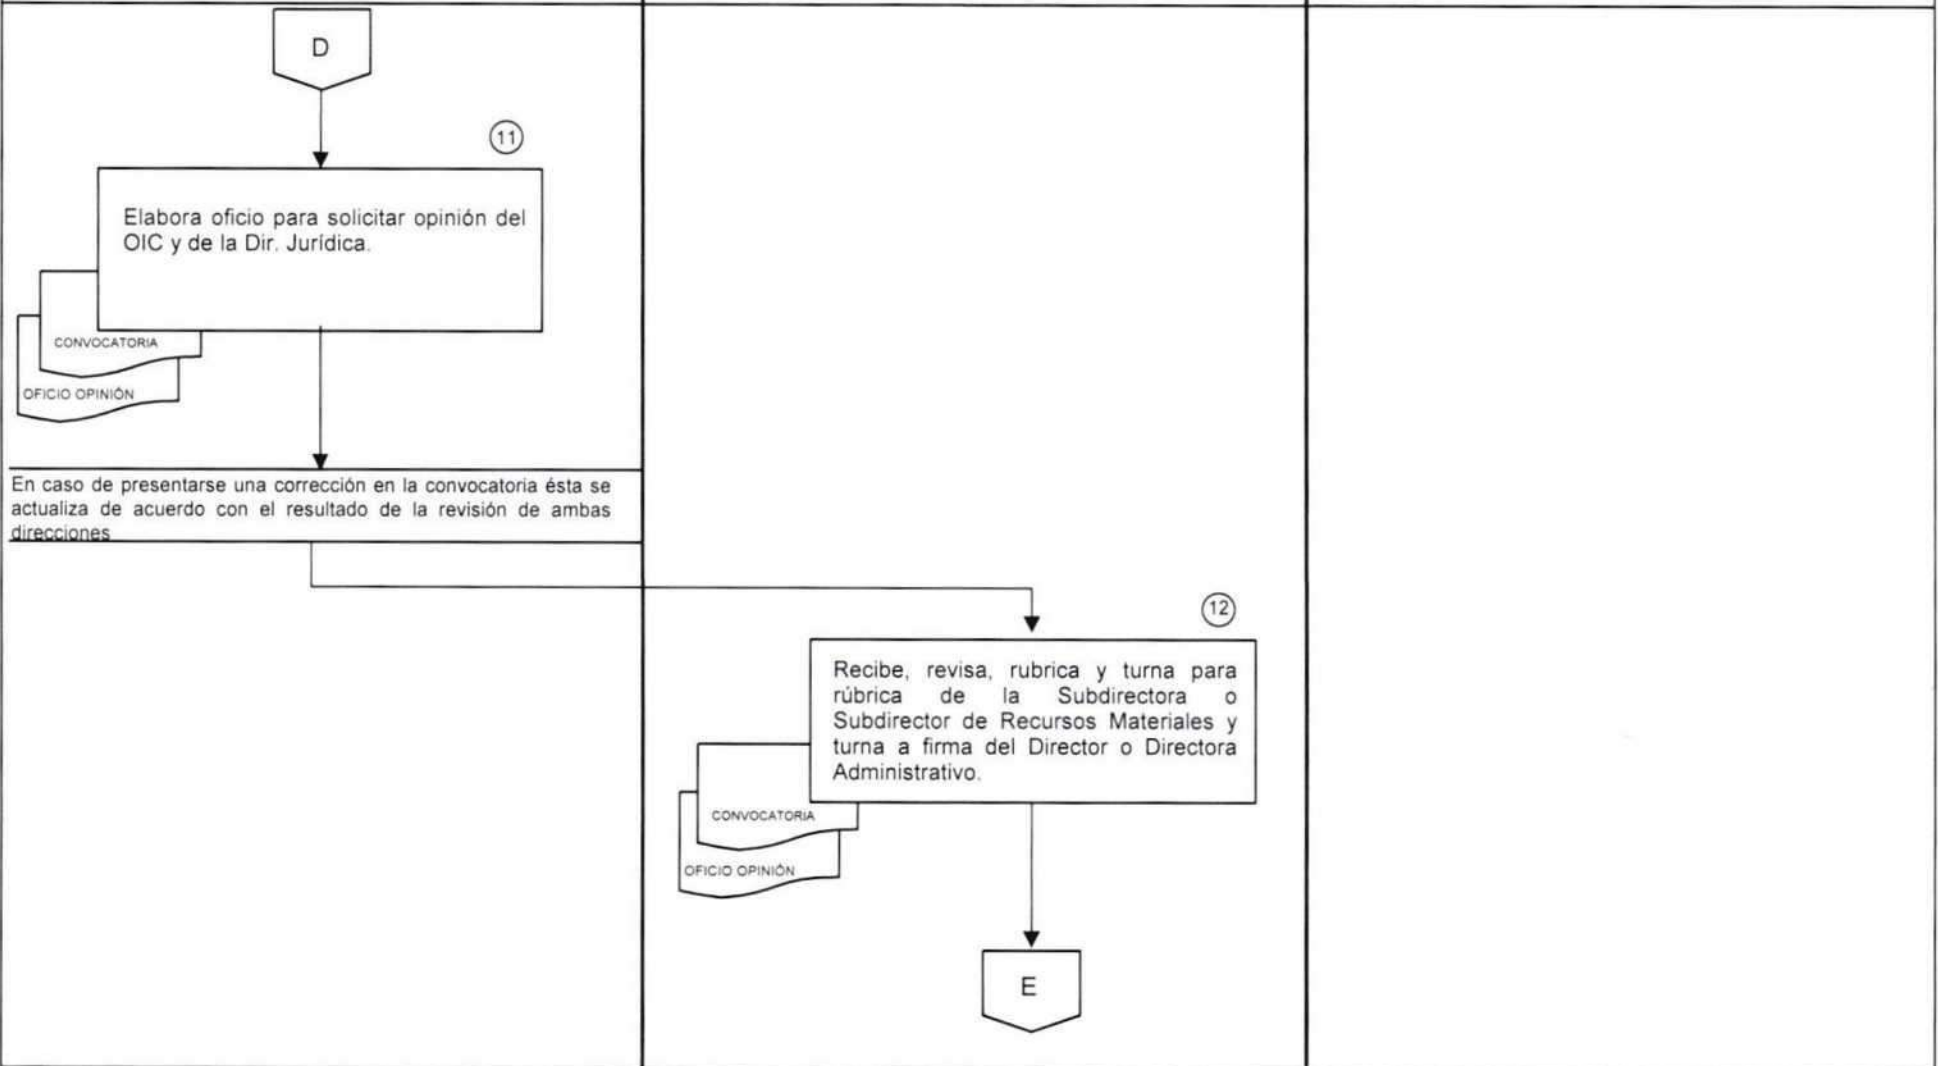 D
11
Elabora oficio para solicitar opinión del
OIC y de la Dir. Jurídica.
CONVOCATORIA
OFICIO OPINIÓN
En caso de presentarse una corrección en la convocatoria ésta se
actualiza de acuerdo con el resultado de la revisión de ambas
direcciones
12
Recibe, revisa, rubrica y turna para
rúbrica de la Subdirectora o
Subdirector de Recursos Materiales y
turna a firma del Director o Directora
Administrativo.
CONVOCATORIA
OFICIO OPINIÓN
E